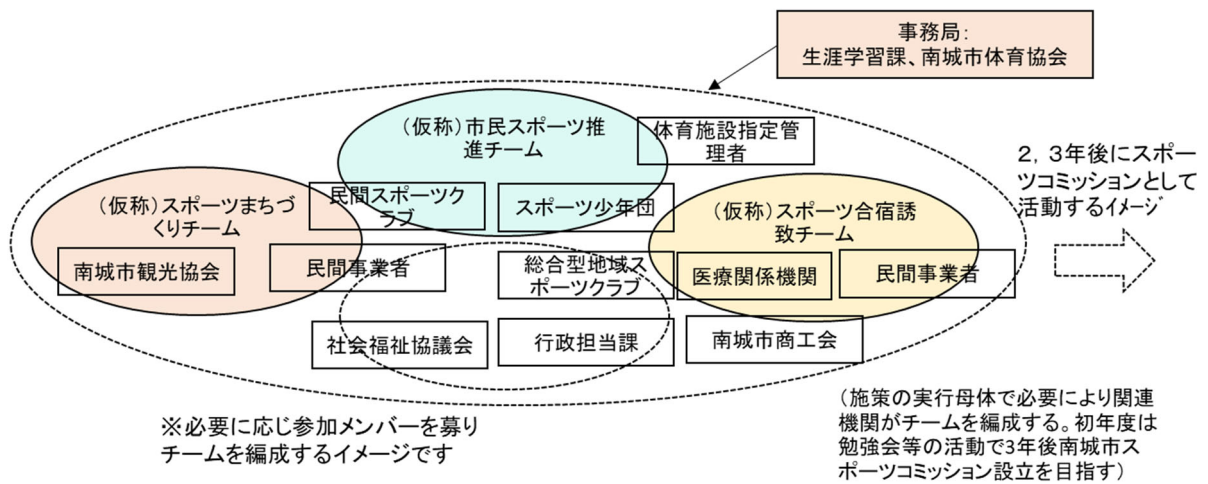 事務局：
生涯学習課、南城市体育協会
（仮称）市民スポーツ推
進チーム
体育施設指定管
理者
２，３年後にスポー
ツコミッションとして
活動するｲﾒｰｼﾞ
（仮称）スポーツまちづ
くりチーム
民間スポーツク
ラブ
スポーツ少年団
（仮称）スポーツ合宿誘
致チーム
南城市観光協会
民間事業者
総合型地域ス
ポーツクラブ
医療関係機関
民間事業者
社会福祉協議会
行政担当課
南城市商工会
※必要に応じ参加メンバーを募り
チームを編成するイメージです
（施策の実行母体で必要により関連
機関がチームを編成する。初年度は
勉強会等の活動で3年後南城市ス
ポーツコミッション設立を目指す）